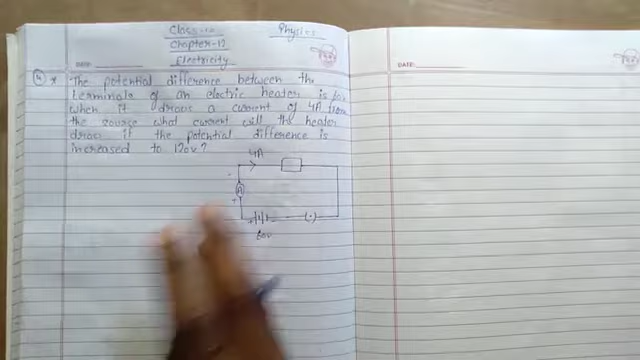 Class-10 Physics
Chapter-12
Electricity
DATE:
DATE:
4 * The potential difference between the
terminals of an electric heater is 60v
when it draws a current of 4A from
the source what current will the heater
draw if the potential difference is
increased to 120v?
4A
-
A
+
+ -
60v